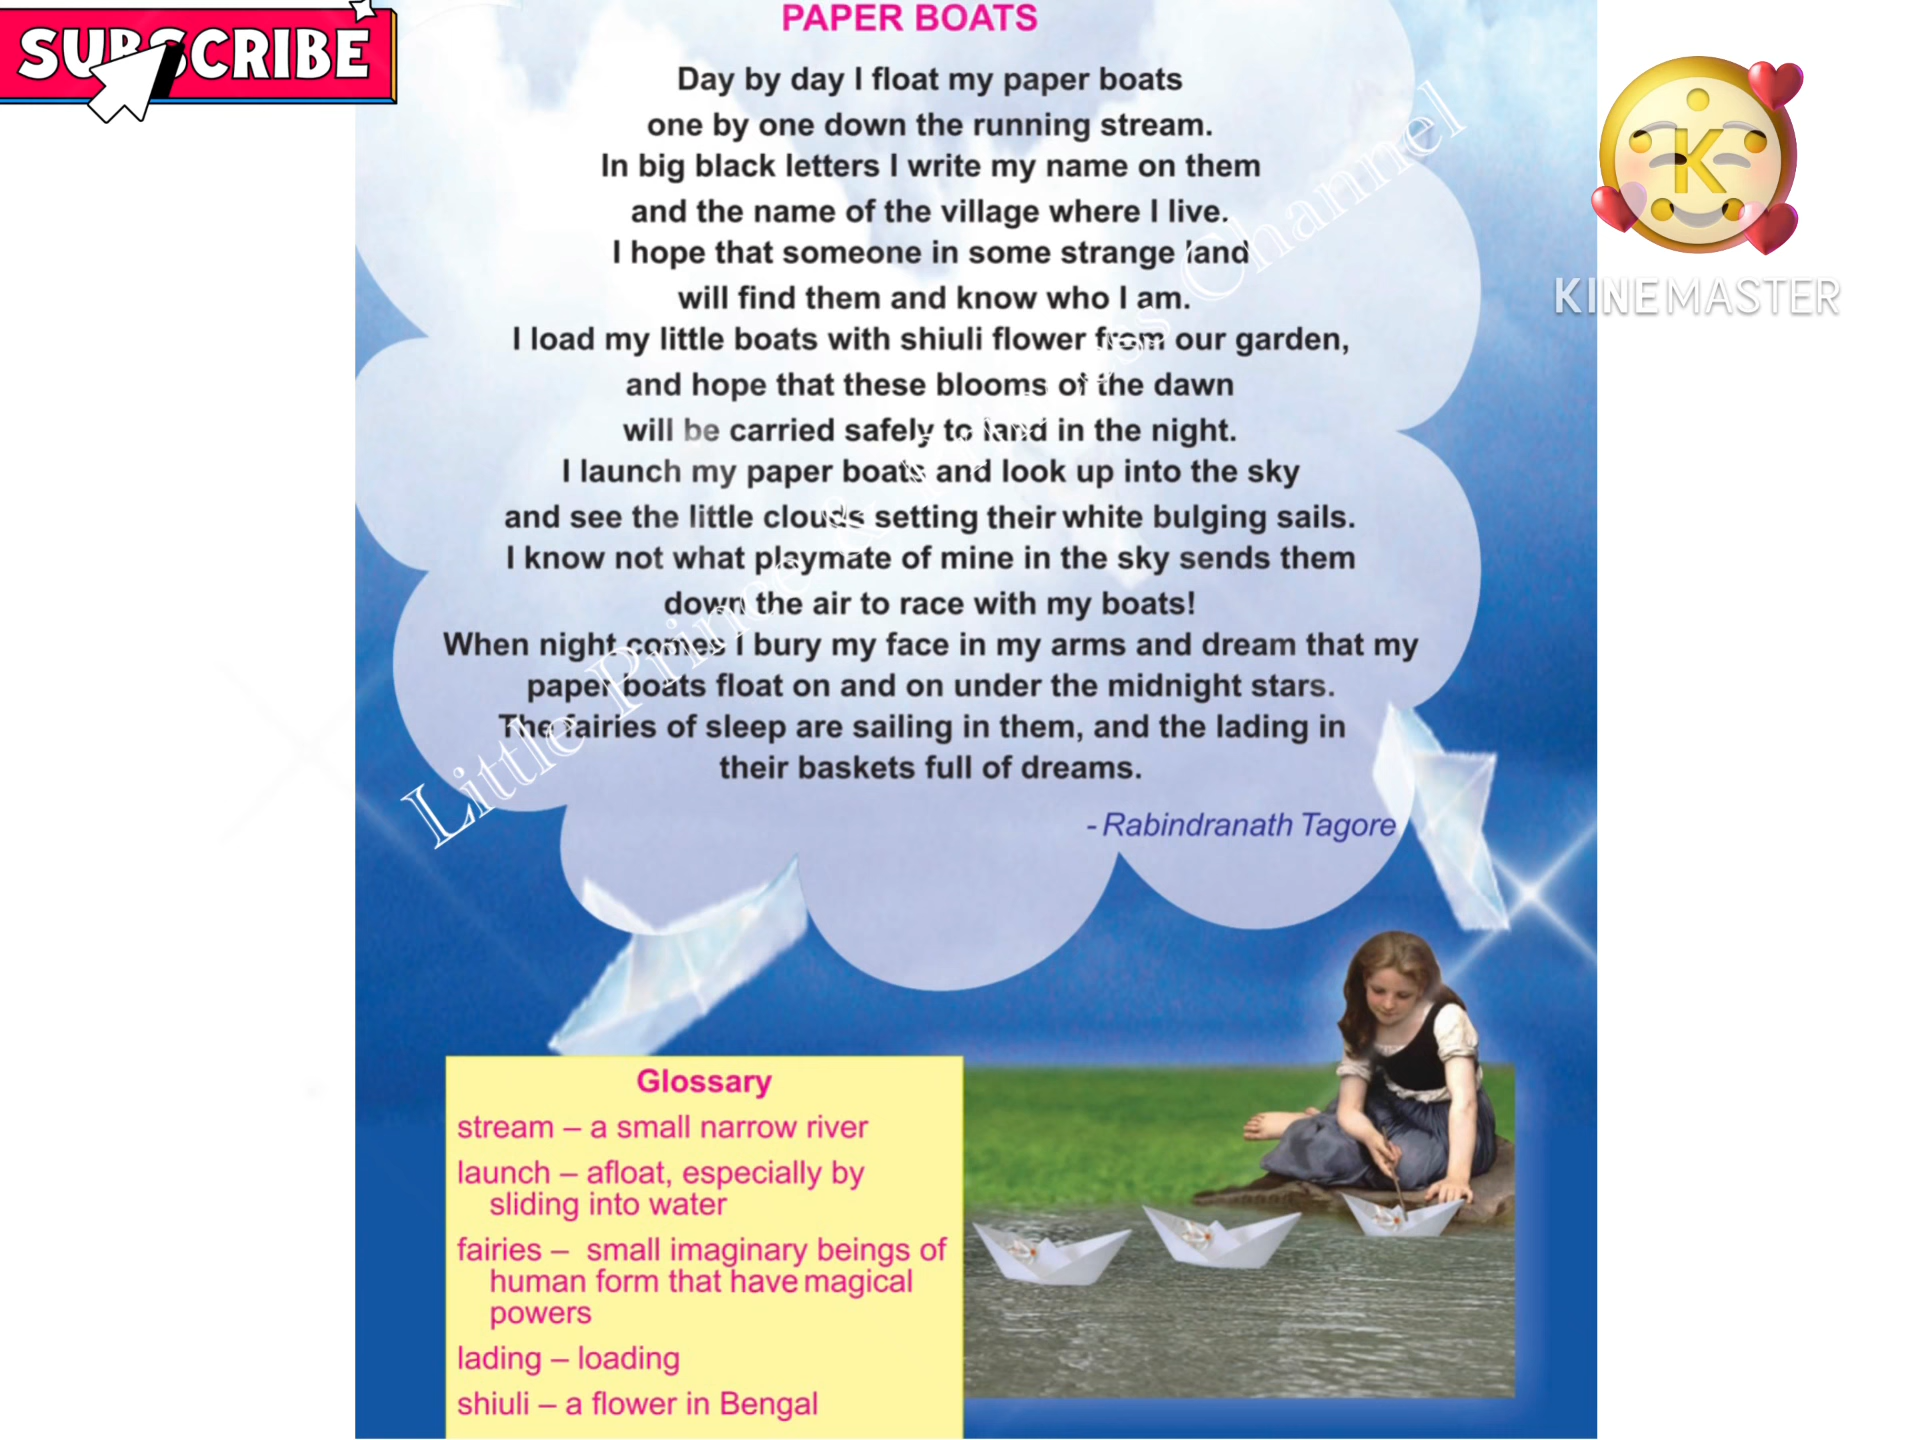 SUBSCRIBE
PAPER BOATS
Day by day I float my paper boats
one by one down the running stream.
In big black letters I write my name on them
and the name of the village where I live.
I hope that someone in some strange land
will find them and know who I am.
I load my little boats with shiuli flower from our garden,
and hope that these blooms of the dawn
will be carried safely to land in the night.
I launch my paper boats and look up into the sky
and see the little clouds setting their white bulging sails.
I know not what playmate of mine in the sky sends them
down the air to race with my boats!
When night comes I bury my face in my arms and dream that my
paper boats float on and on under the midnight stars.
The fairies of sleep are sailing in them, and the lading in
their baskets full of dreams.
- Rabindranath Tagore
Little Prince & Princess Channel
K
KINEMASTER
Glossary
stream – a small narrow river
launch – afloat, especially by
sliding into water
fairies – small imaginary beings of
human form that have magical
powers
lading – loading
shiuli – a flower in Bengal